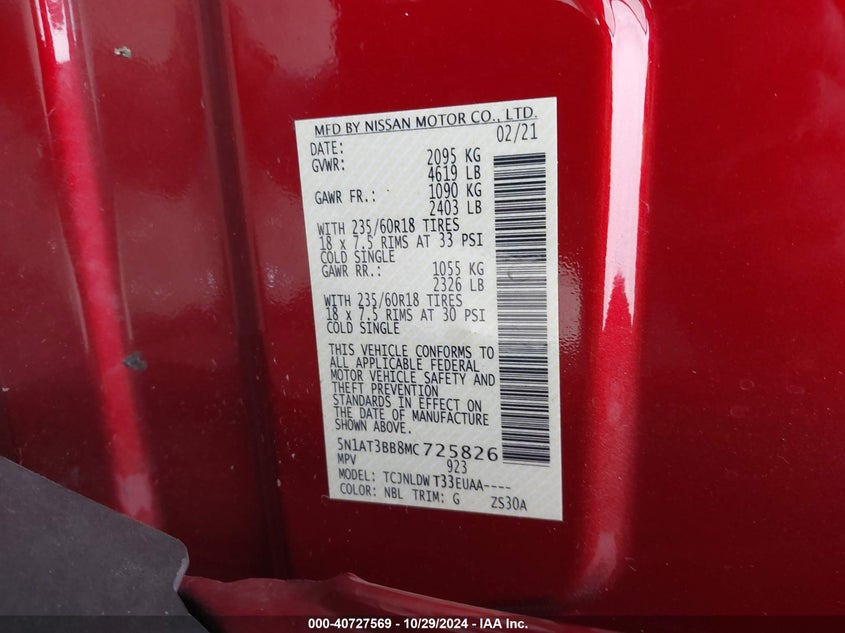 MFD BY NISSAN MOTOR CO., LTD.
DATE: 02/21
GVWR: 2095 KG
4619 LB
GAWR FR.: 1090 KG
2403 LB
WITH 235/60R18 TIRES
18 x 7.5 RIMS AT 33 PSI
COLD SINGLE
GAWR RR.: 1055 KG
2326 LB
WITH 235/60R18 TIRES
18 x 7.5 RIMS AT 30 PSI
COLD SINGLE
THIS VEHICLE CONFORMS TO
ALL APPLICABLE FEDERAL
MOTOR VEHICLE SAFETY AND
THEFT PREVENTION
STANDARDS IN EFFECT ON
THE DATE OF MANUFACTURE
SHOWN ABOVE.
5N1AT3BB8MC725826
MPV 923
MODEL: TCJNLDW T33EUAA----
COLOR: NBL TRIM: G ZS30A
000-40727569 - 10/29/2024 - IAA Inc.